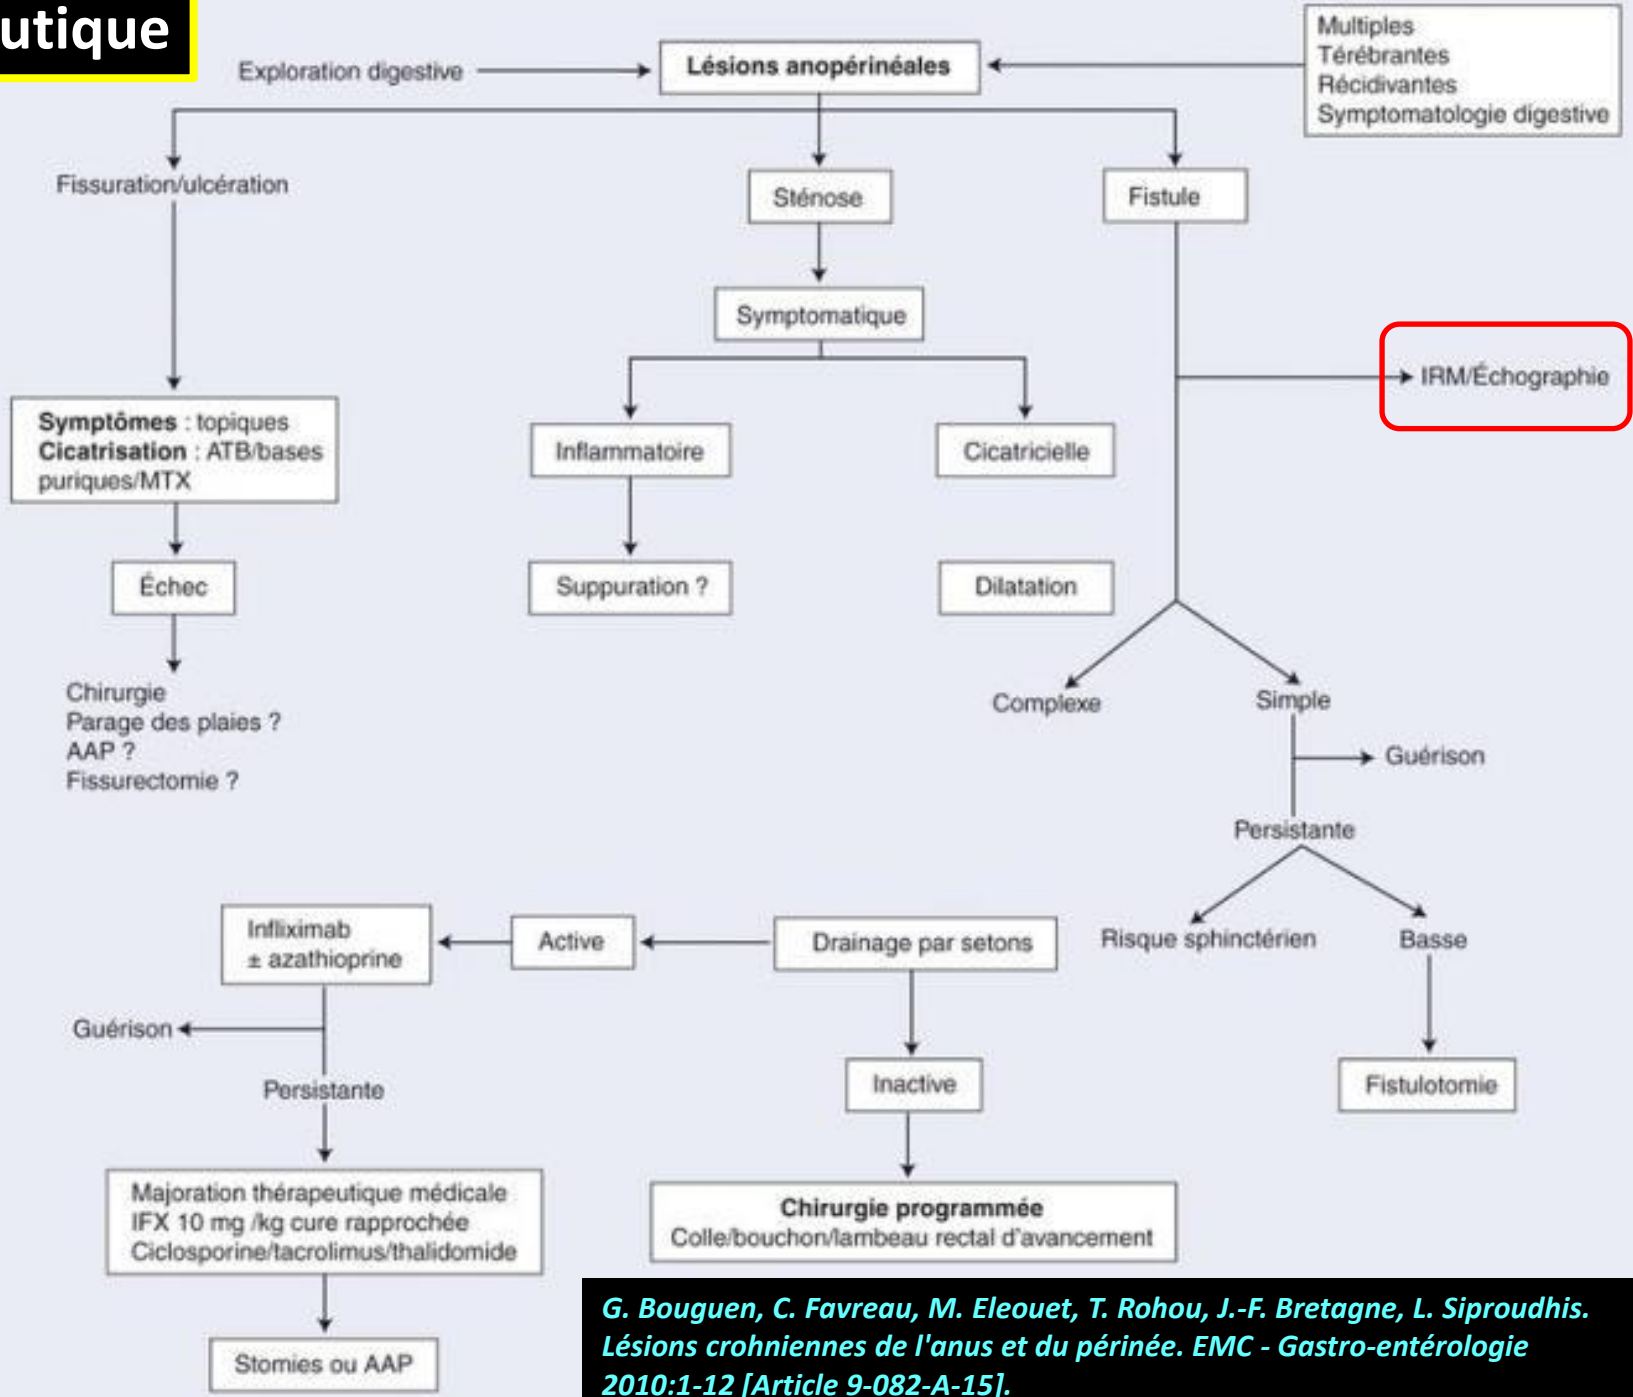 utique
Exploration digestive
Lésions anopérinéales
Multiples
Térébrantes
Récidivantes
Symptomatologie digestive
Fissuration/ulcération
Sténose
Fistule
Symptomatique
IRM/Échographie
Symptômes : topiques
Cicatrisation : ATB/bases
puriques/MTX
Inflammatoire
Cicatricielle
Échec
Suppuration ?
Dilatation
Chirurgie
Parage des plaies ?
AAP ?
Fissurectomie ?
Complexe
Simple
Guérison
Persistante
Infliximab
± azathioprine
Active
Drainage par setons
Risque sphinctérien
Basse
Guérison
Persistante
Inactive
Fistulotomie
Majoration thérapeutique médicale
IFX 10 mg /kg cure rapprochée
Ciclosporine/tacrolimus/thalidomide
Chirurgie programmée
Colle/bouchon/lambeau rectal d'avancement
Stomies ou AAP
G. Bouguen, C. Favreau, M. Eleouet, T. Rohou, J.-F. Bretagne, L. Siproudhis.
Lésions crohniennes de l'anus et du périnée. EMC - Gastro-entérologie
2010:1-12 [Article 9-082-A-15].